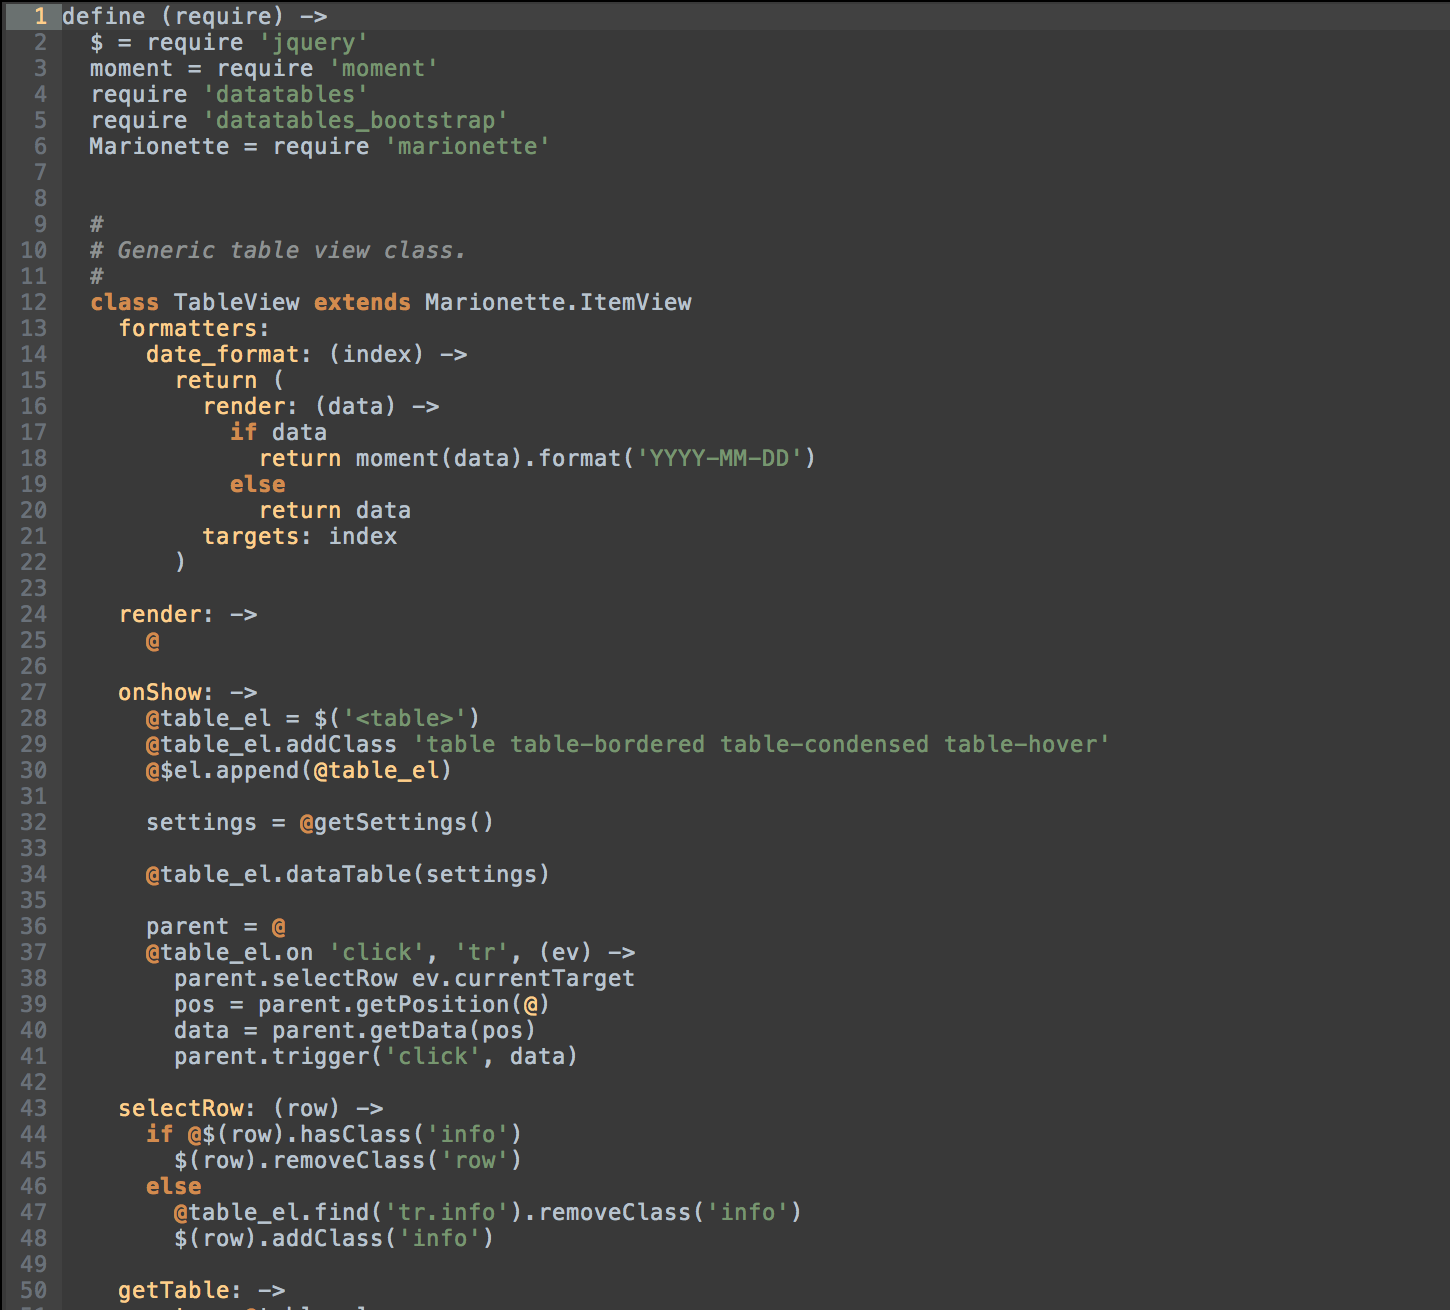 1 define (require) ->
2   $ = require 'jquery'
3   moment = require 'moment'
4   require 'datatables'
5   require 'datatables_bootstrap'
6   Marionette = require 'marionette'
7
8
9   #
10   # Generic table view class.
11   #
12   class TableView extends Marionette.ItemView
13     formatters:
14       date_format: (index) ->
15         return (
16           render: (data) ->
17             if data
18               return moment(data).format('YYYY-MM-DD')
19             else
20               return data
21           targets: index
22         )
23
24     render: ->
25       @
26
27     onShow: ->
28       @table_el = $('<table>')
29       @table_el.addClass 'table table-bordered table-condensed table-hover'
30       @$el.append(@table_el)
31
32       settings = @getSettings()
33
34       @table_el.dataTable(settings)
35
36       parent = @
37       @table_el.on 'click', 'tr', (ev) ->
38         parent.selectRow ev.currentTarget
39         pos = parent.getPosition(@)
40         data = parent.getData(pos)
41         parent.trigger('click', data)
42
43     selectRow: (row) ->
44       if @$(row).hasClass('info')
45         $(row).removeClass('row')
46       else
47         @table_el.find('tr.info').removeClass('info')
48         $(row).addClass('info')
49
50     getTable: ->